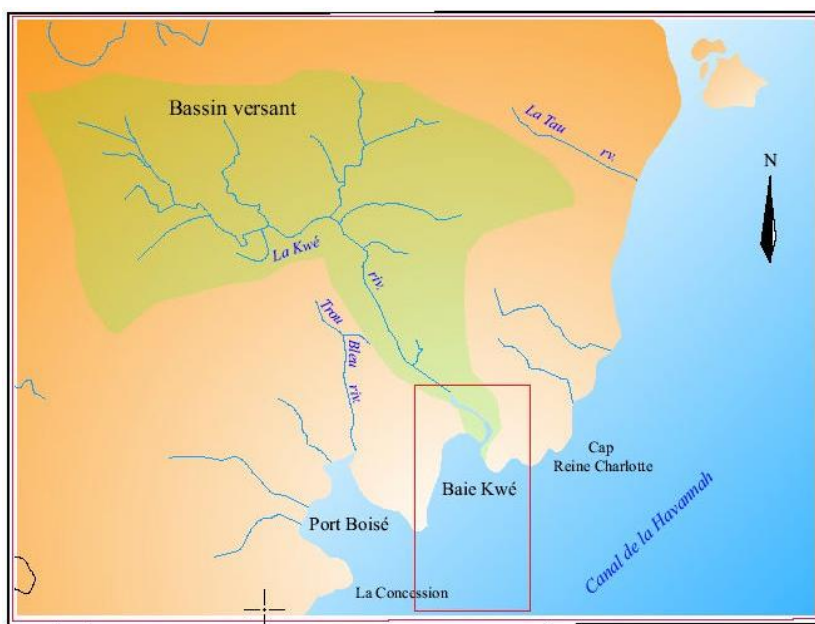 Bassin versant
La Tau
rv.
N
La Kwé
riv.
Trou
Bleu
riv.
Cap
Reine Charlotte
Baie Kwé
Port Boisé
Canal de la Havannah
La Concession